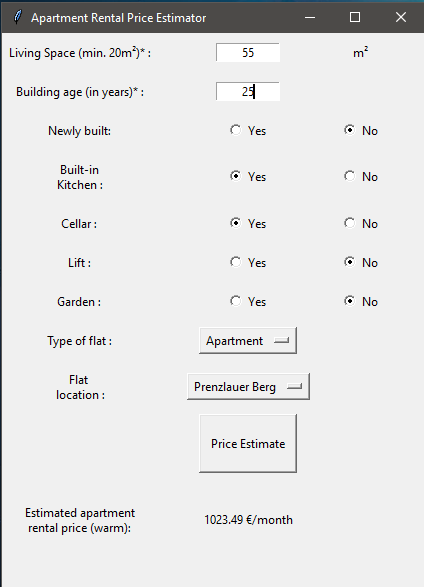 Apartment Rental Price Estimator
Living Space (min. 20m²)* : 55 m²
Building age (in years)* : 25
Newly built: Yes No
Built-in
Kitchen : Yes No
Cellar : Yes No
Lift : Yes No
Garden : Yes No
Type of flat : Apartment
Flat
location : Prenzlauer Berg
Price Estimate
Estimated apartment
rental price (warm): 1023.49 €/month